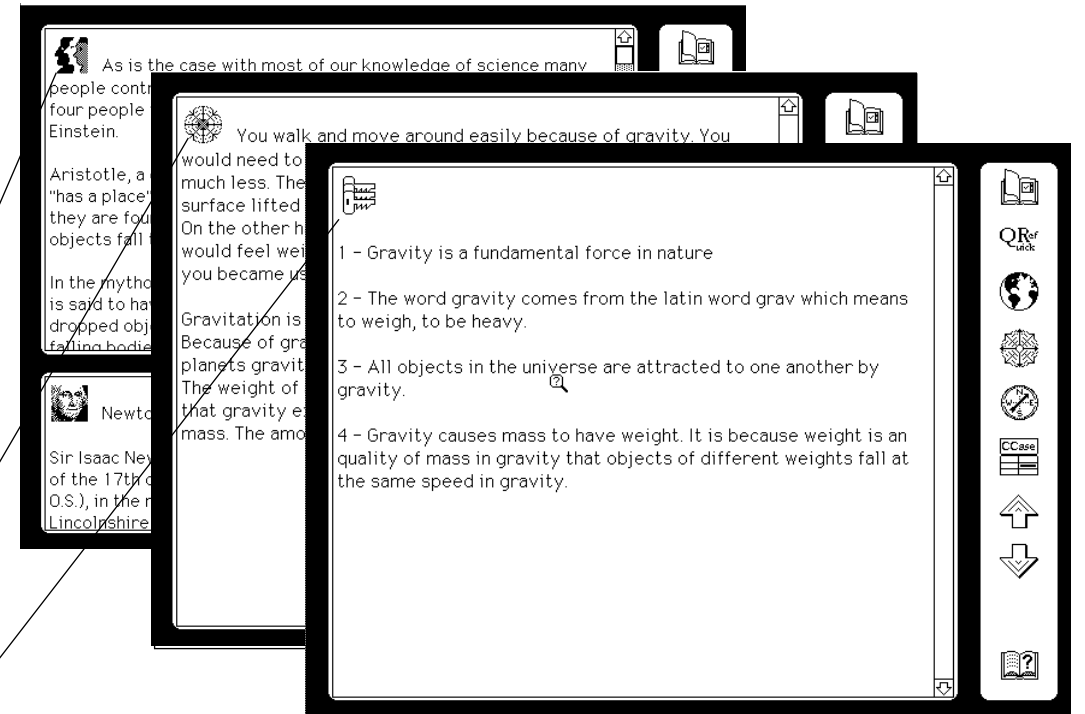 As is the case with most of our knowledge of science many
people contr
four people
Einstein.
Aristotle, a
"has a place"
they are fou
objects fall
In the mytho
is said to ha
dropped obj
falling bodie
Newto
Sir Isaac New
of the 17th c
O.S.), in the
Lincolnshire
You walk and move around easily because of gravity. You
would need to
much less. The
surface lifted
On the other h
would feel wei
you became us
Gravitation is
Because of gra
planets gravit
The weight of
that gravity e
mass. The amo
1 - Gravity is a fundamental force in nature
2 - The word gravity comes from the latin word grav which means
to weigh, to be heavy.
3 - All objects in the universe are attracted to one another by
gravity.
4 - Gravity causes mass to have weight. It is because weight is an
quality of mass in gravity that objects of different weights fall at
the same speed in gravity.
QRef
Quick
N
W E
S
CCase
?